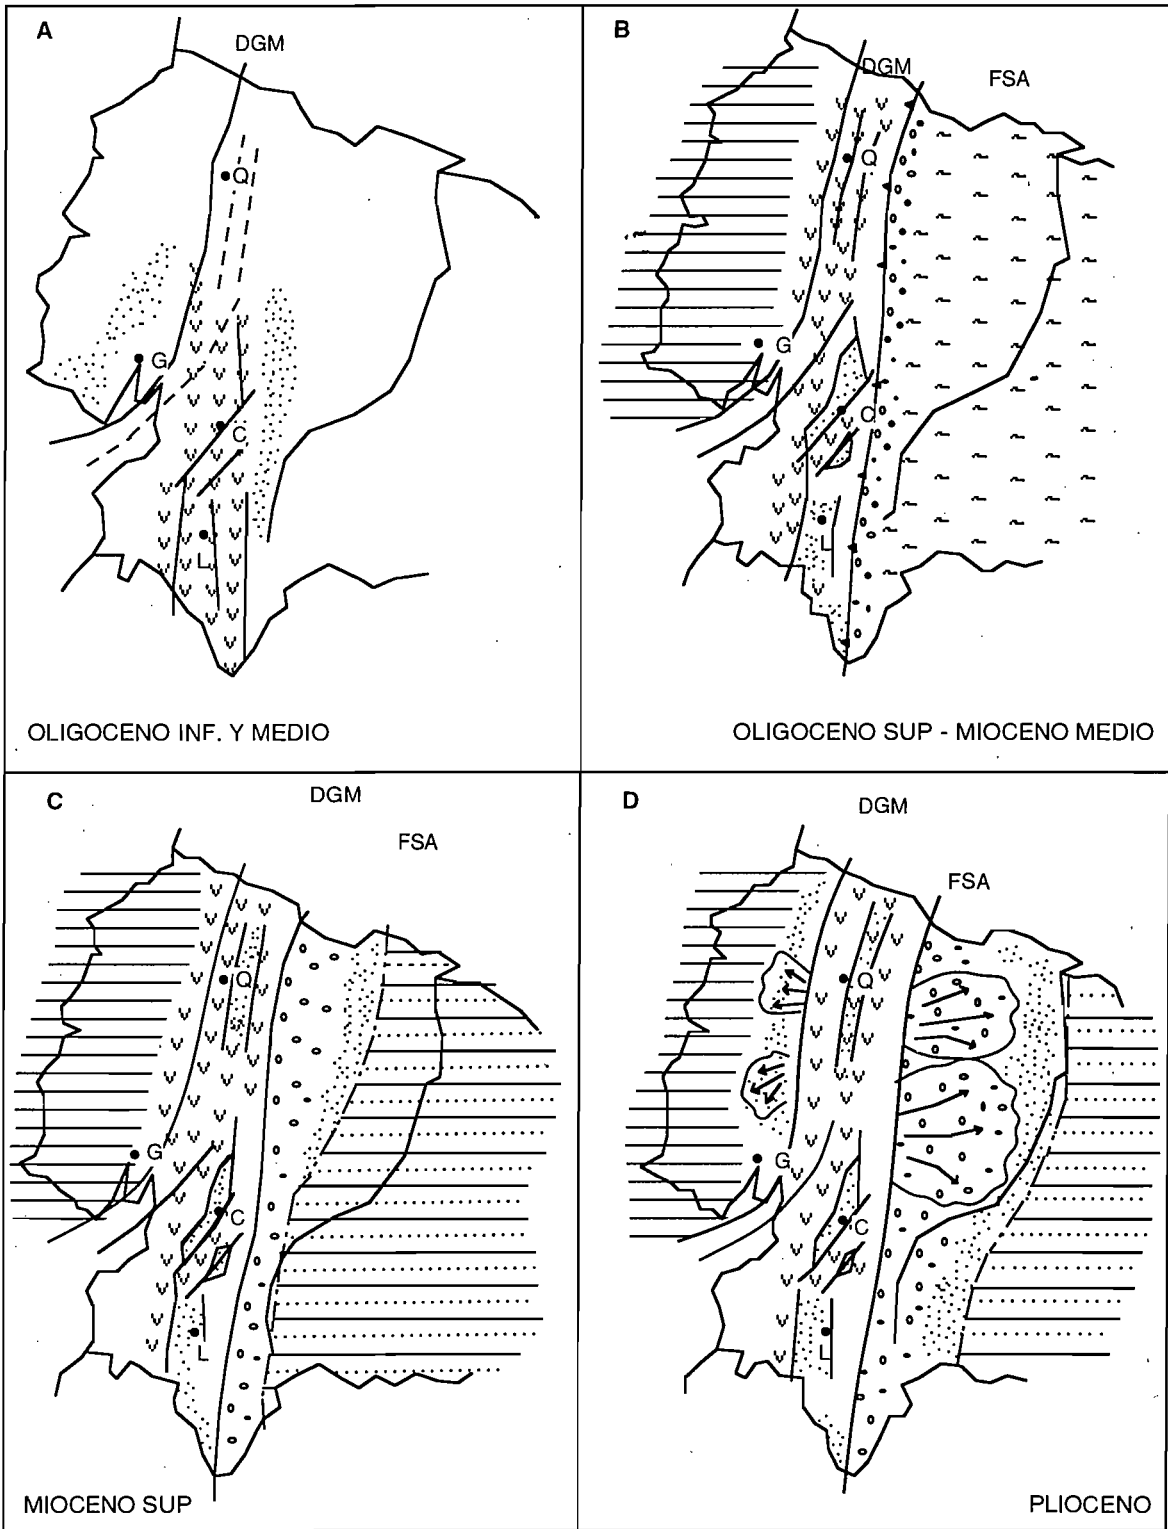 A
DGM
Q
G
C
L
OLIGOCENO INF. Y MEDIO
B
DGM
FSA
Q
G
C
L
OLIGOCENO SUP - MIOCENO MEDIO
C
DGM
FSA
Q
G
C
L
MIOCENO SUP
D
DGM
FSA
Q
G
C
L
PLIOCENO